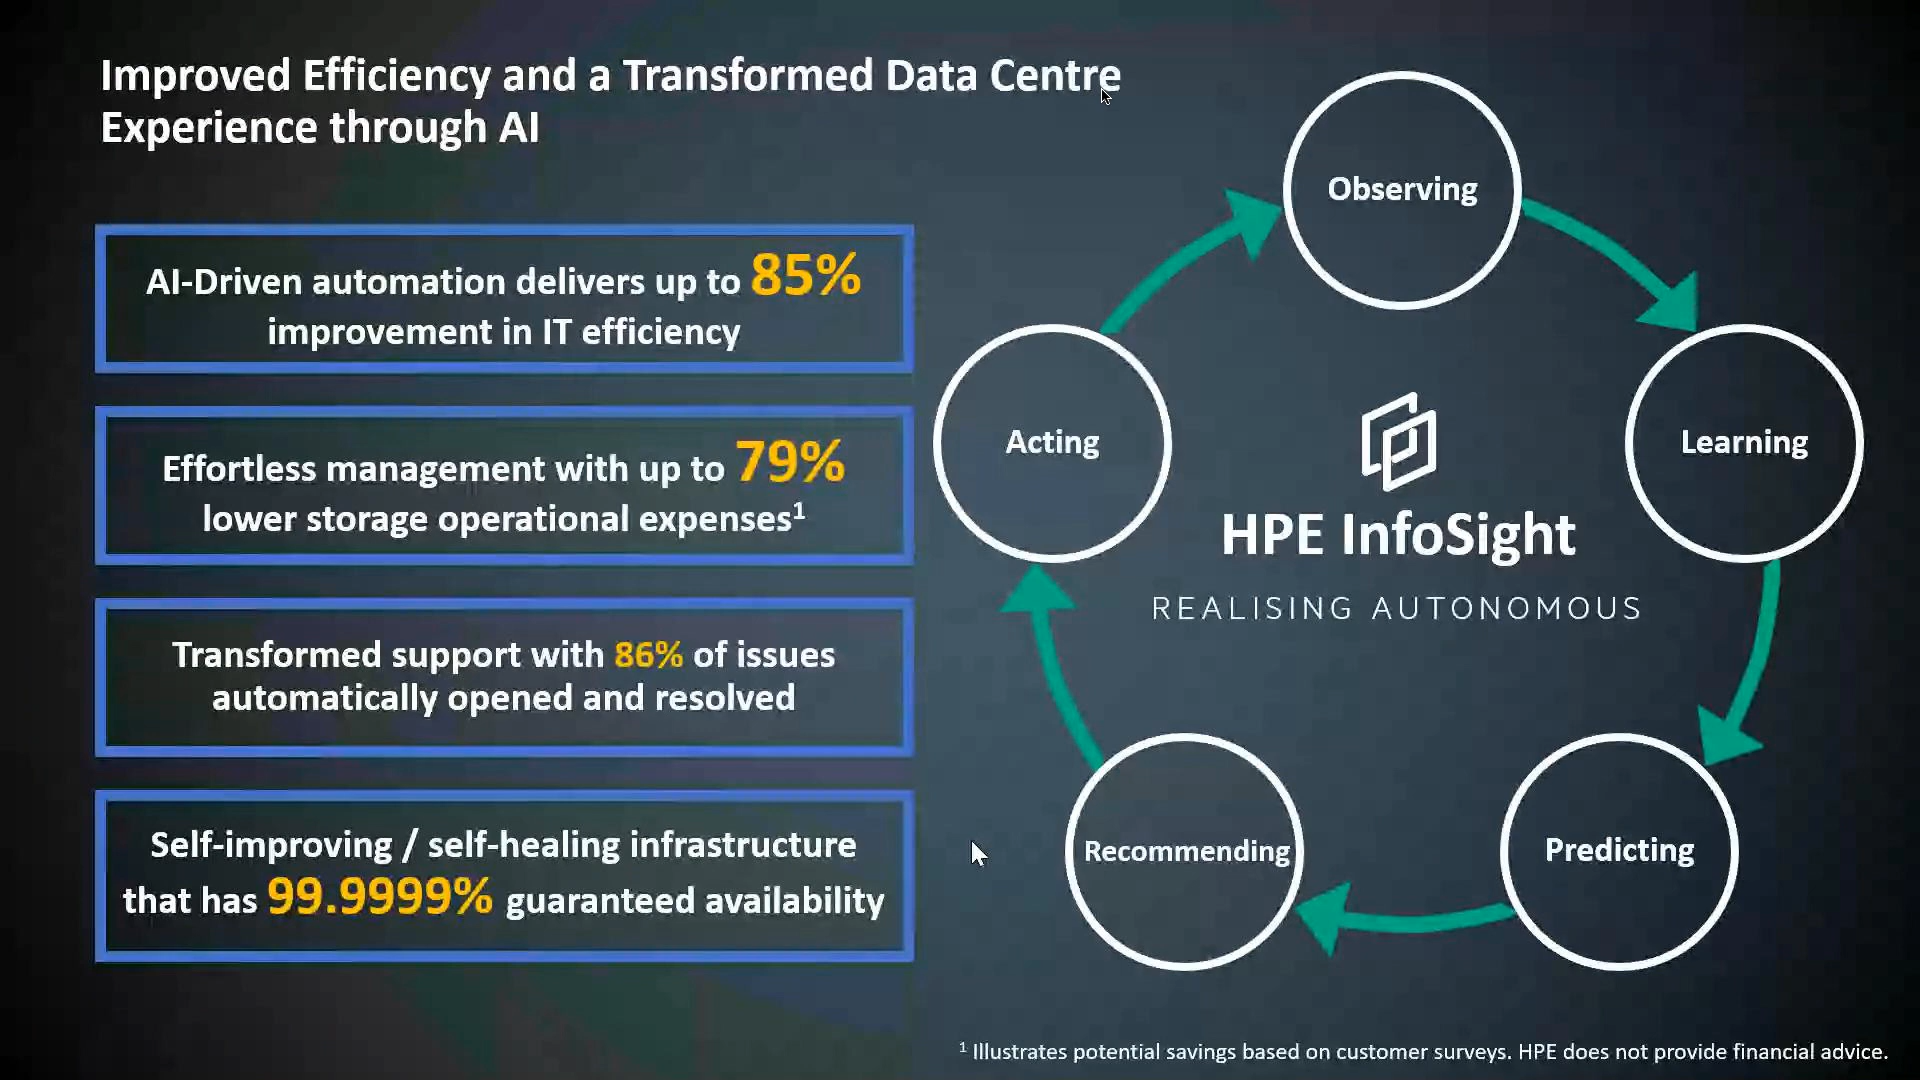 Improved Efficiency and a Transformed Data Centre
Experience through AI
AI-Driven automation delivers up to 85%
improvement in IT efficiency
Effortless management with up to 79%
lower storage operational expenses¹
Transformed support with 86% of issues
automatically opened and resolved
Self-improving / self-healing infrastructure
that has 99.9999% guaranteed availability
Observing
Learning
Predicting
Recommending
Acting
HPE InfoSight
REALISING AUTONOMOUS
¹ Illustrates potential savings based on customer surveys. HPE does not provide financial advice.